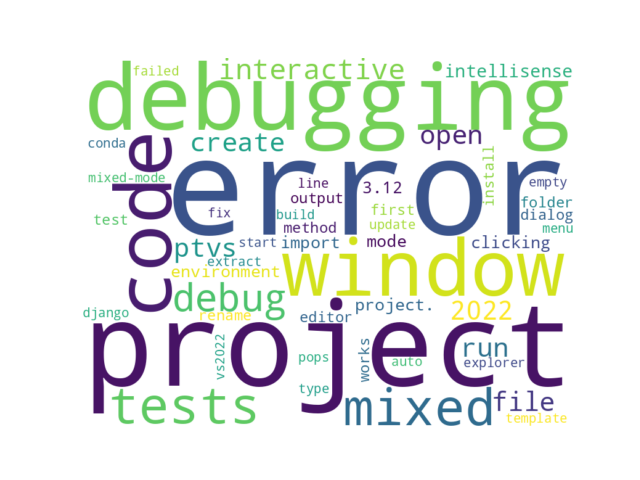 failed
interactive
intellisense
debugging
conda
code
create
open
error
install
mixed-mode
line
3.12
empty
output
folder
test
fix
build
first
dialog
method
update
menu
ptvs
start
import
mode
clicking
extract
environment
window
debug
project.
2022
django
rename
editor
project
vs2022
pops
works
auto
run
explorer
type
tests
mixed
file
template